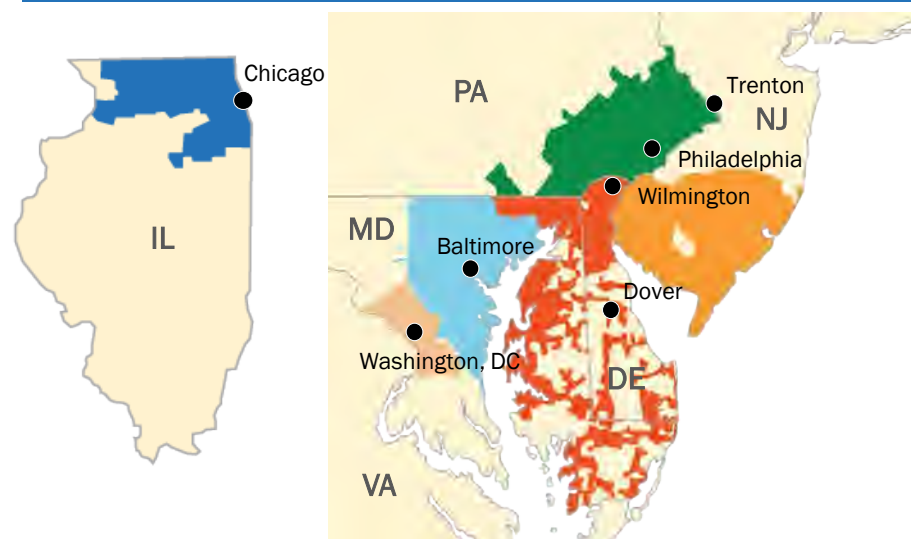 Chicago
IL
PA
Trenton
NJ
Philadelphia
Wilmington
MD
Baltimore
Dover
Washington, DC
DE
VA